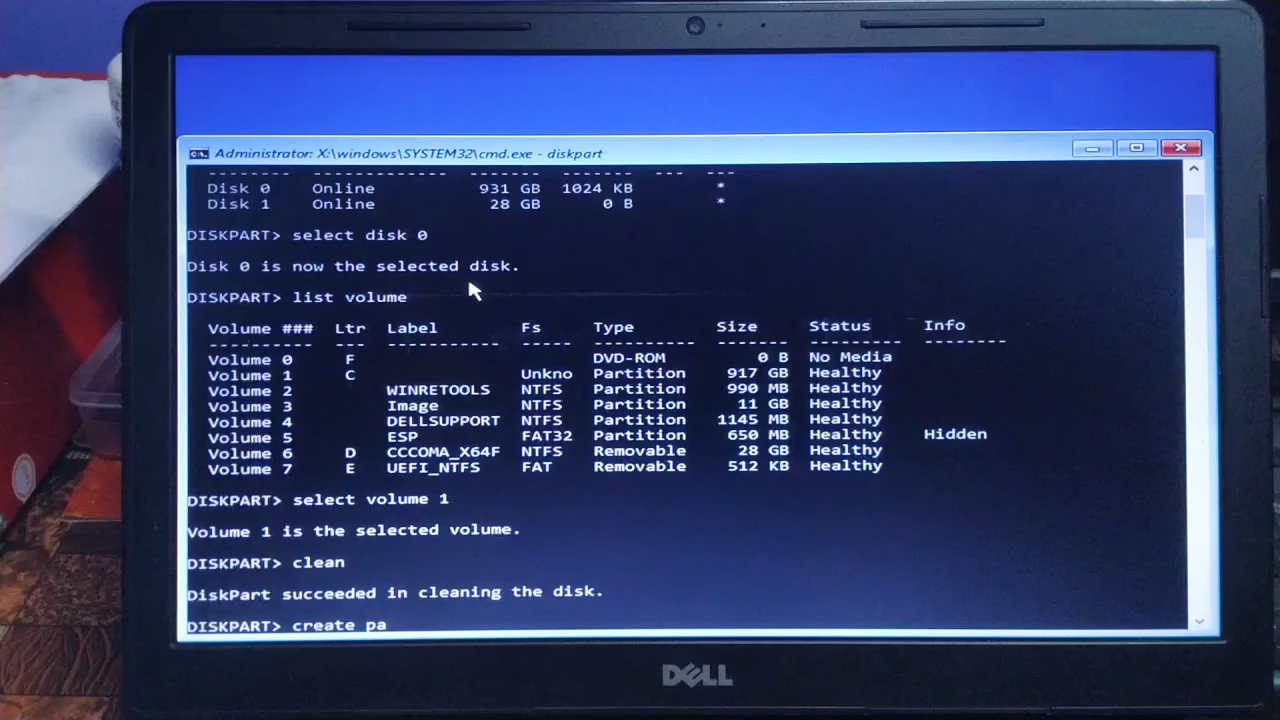 Administrator: X:\windows\SYSTEM32\cmd.exe - diskpart
-------- ------------- ------- ------- --- ---
Disk 0 Online 931 GB 1024 KB *
Disk 1 Online 28 GB 0 B *
DISKPART> select disk 0
Disk 0 is now the selected disk.
DISKPART> list volume
Volume ### Ltr Label Fs Type Size Status Info
---------- --- ----------- ----- ---------- ------- --------- --------
Volume 0 F DVD-ROM 0 B No Media
Volume 1 C Unkno Partition 917 GB Healthy
Volume 2 WINRETOOLS NTFS Partition 990 MB Healthy
Volume 3 Image NTFS Partition 11 GB Healthy
Volume 4 DELLSUPPORT NTFS Partition 1145 MB Healthy
Volume 5 ESP FAT32 Partition 650 MB Healthy Hidden
Volume 6 D CCCOMA_X64F NTFS Removable 28 GB Healthy
Volume 7 E UEFI_NTFS FAT Removable 512 KB Healthy
DISKPART> select volume 1
Volume 1 is the selected volume.
DISKPART> clean
DiskPart succeeded in cleaning the disk.
DISKPART> create pa
DELL